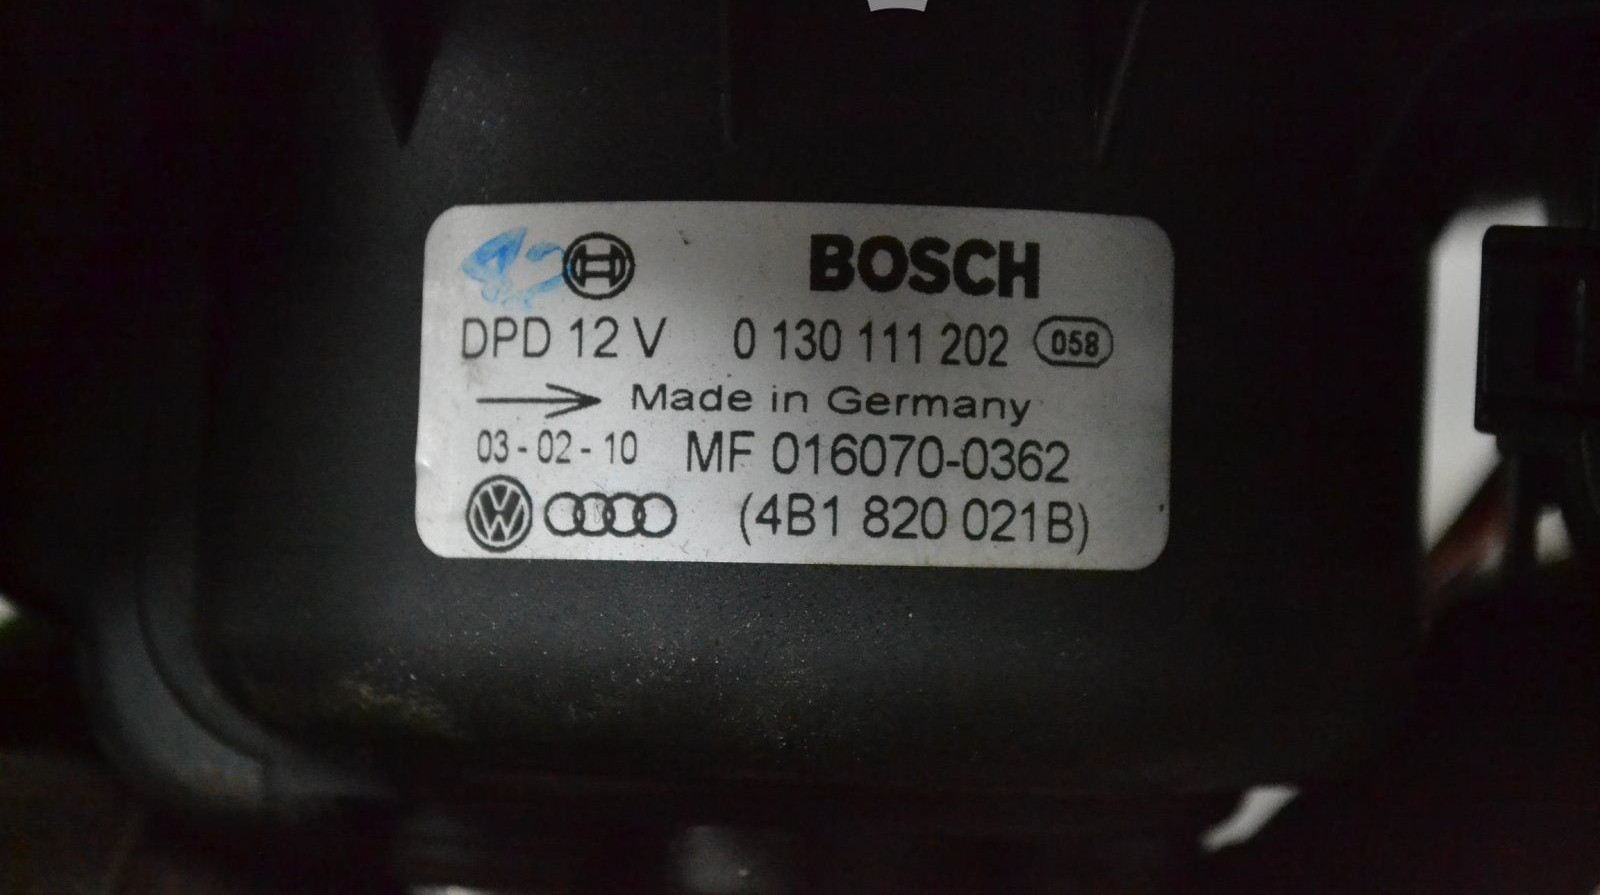 BOSCH
DPD 12 V 0 130 111 202 058
Made in Germany
03-02-10 MF 016070-0362
(4B1 820 021B)